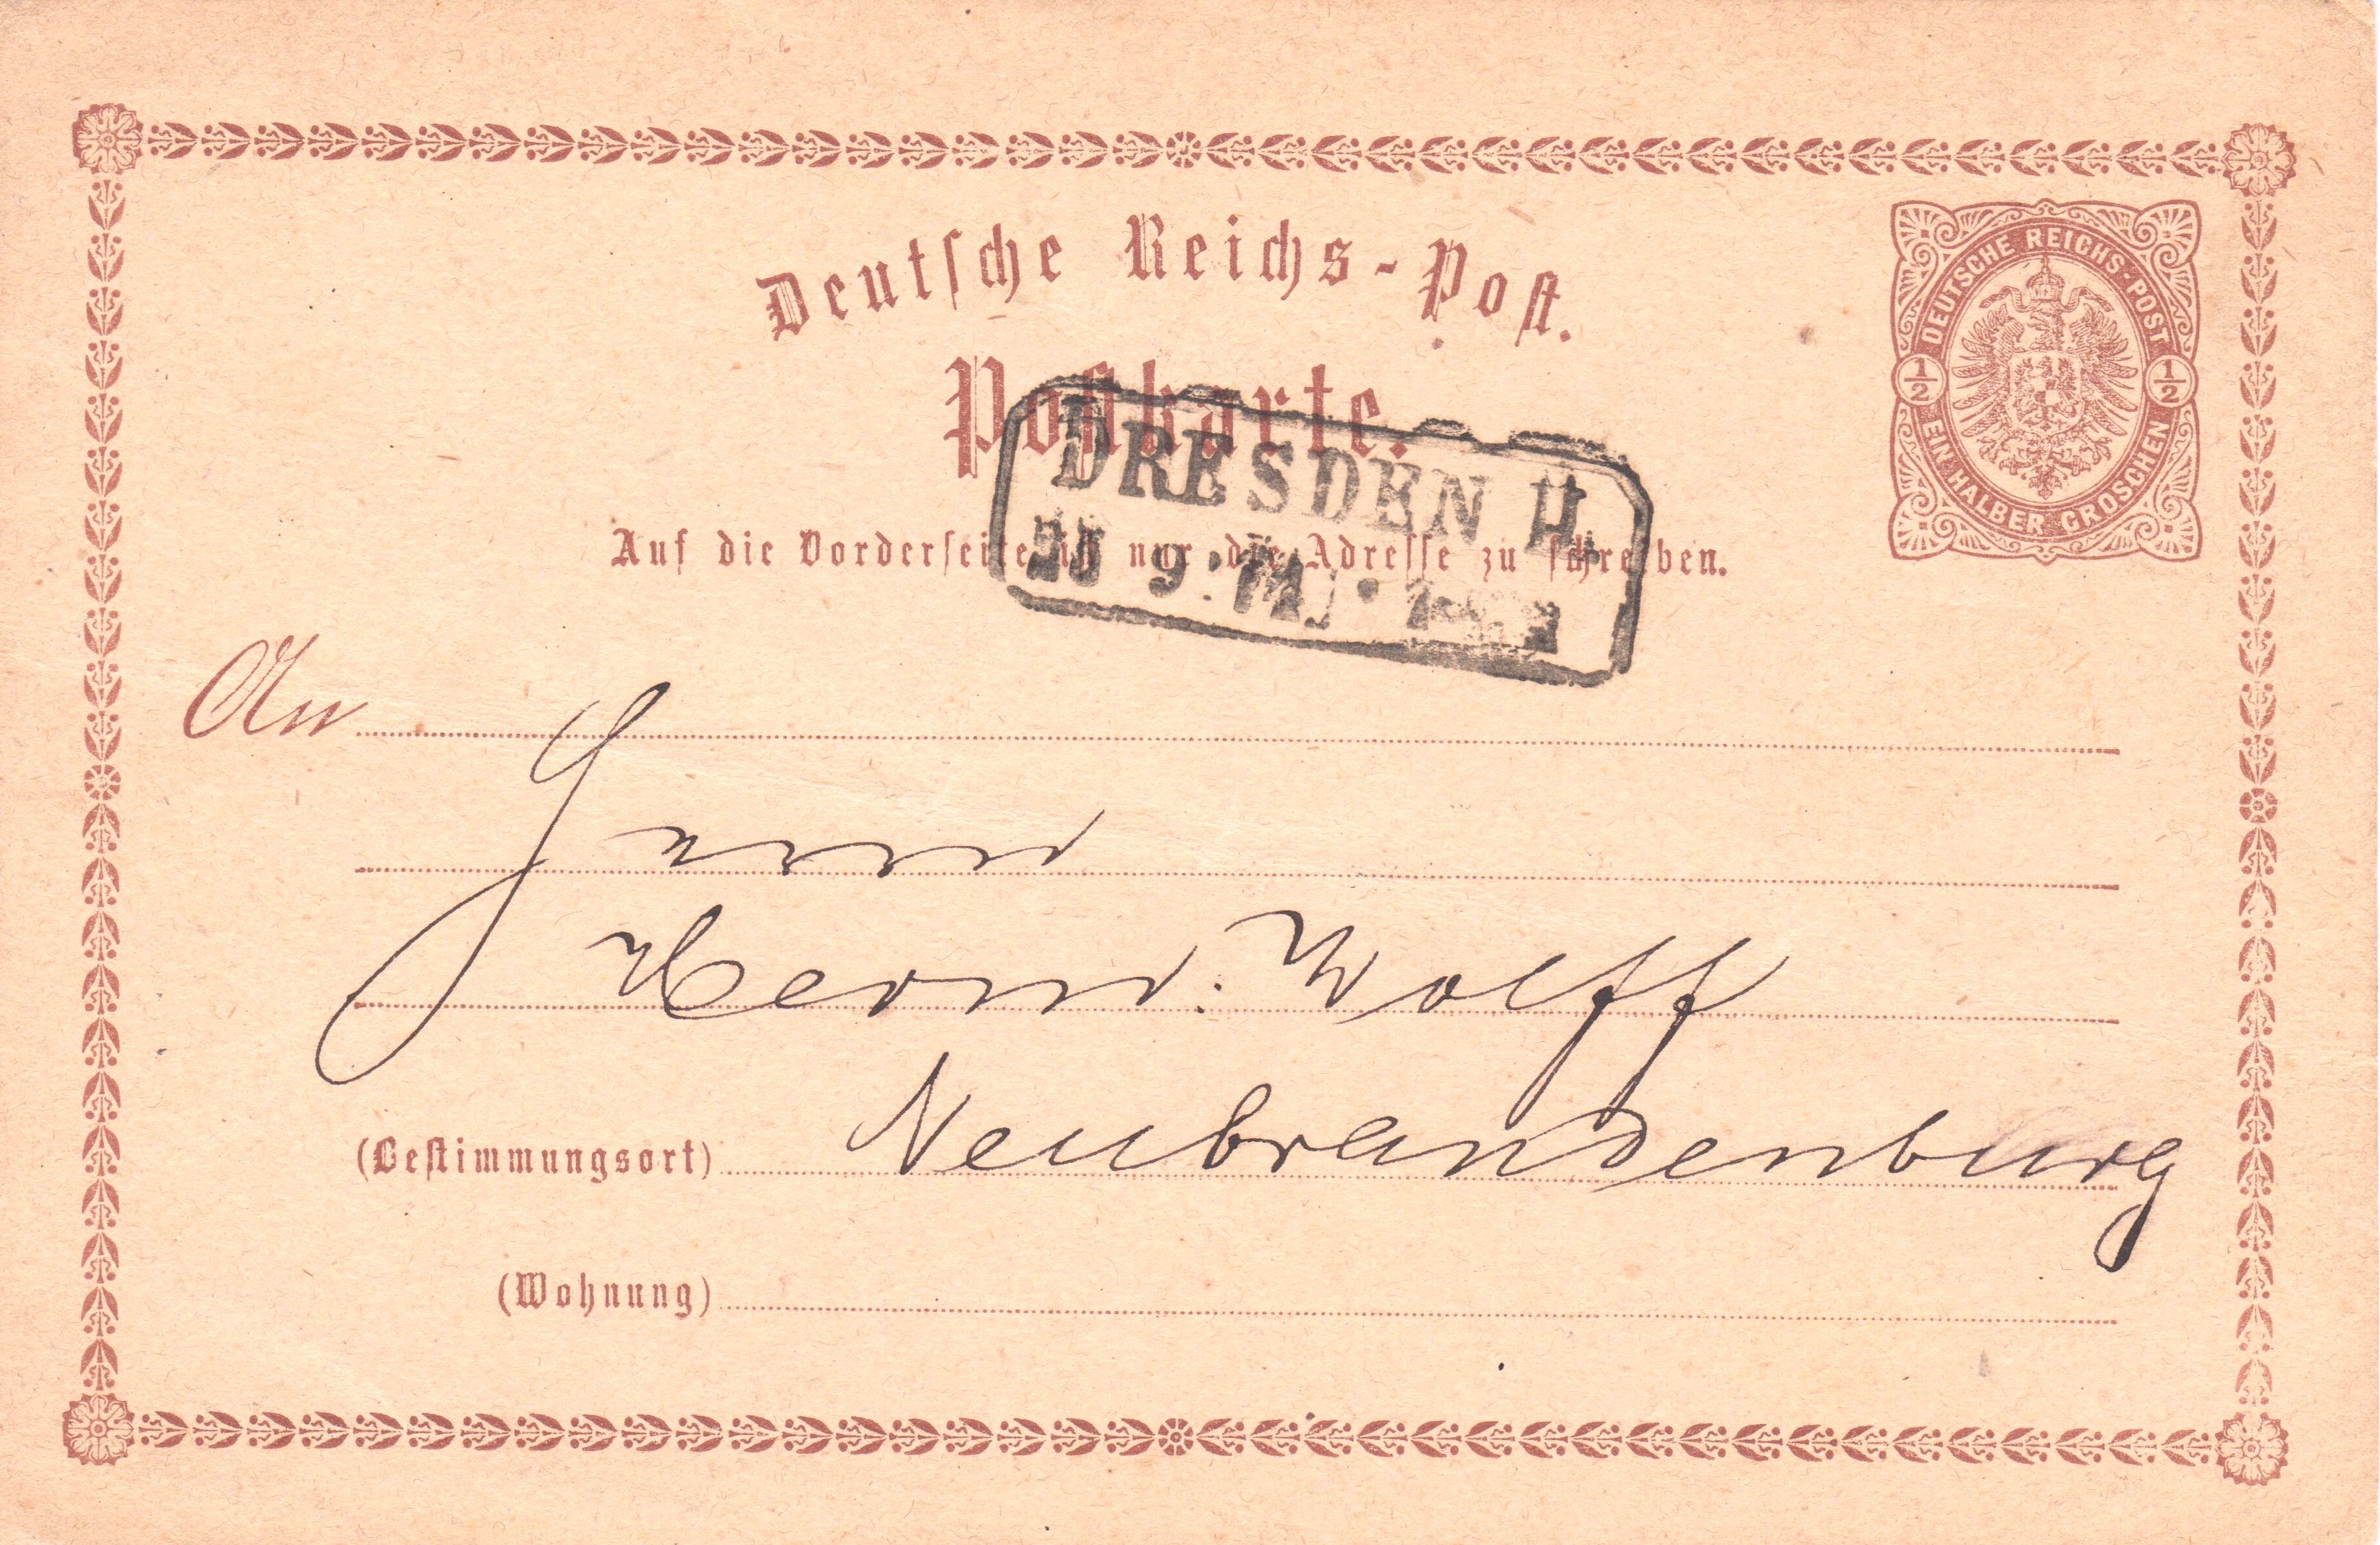 Deutsche Reichs-Post.
DEUTSCHE REICHS-POST
1/2 1/2
EIN HALBER GROSCHEN
Postkarte.
DRESDEN II.
Auf die Vorderseite ist nur die Adresse zu schreiben.
9
An
Herrn
Herm: Wolff
(Bestimmungsort) Neubrandenburg
(Wohnung)